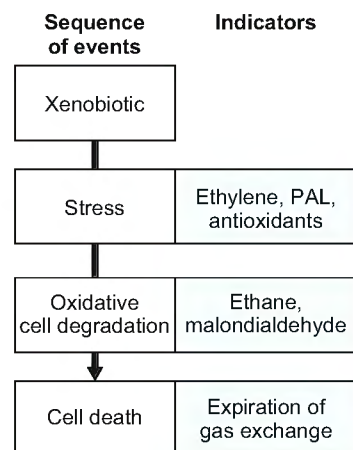 Sequence
of events
Indicators
Xenobiotic
Stress
Ethylene, PAL,
antioxidants
Oxidative
cell degradation
Ethane,
malondialdehyde
Cell death
Expiration of
gas exchange